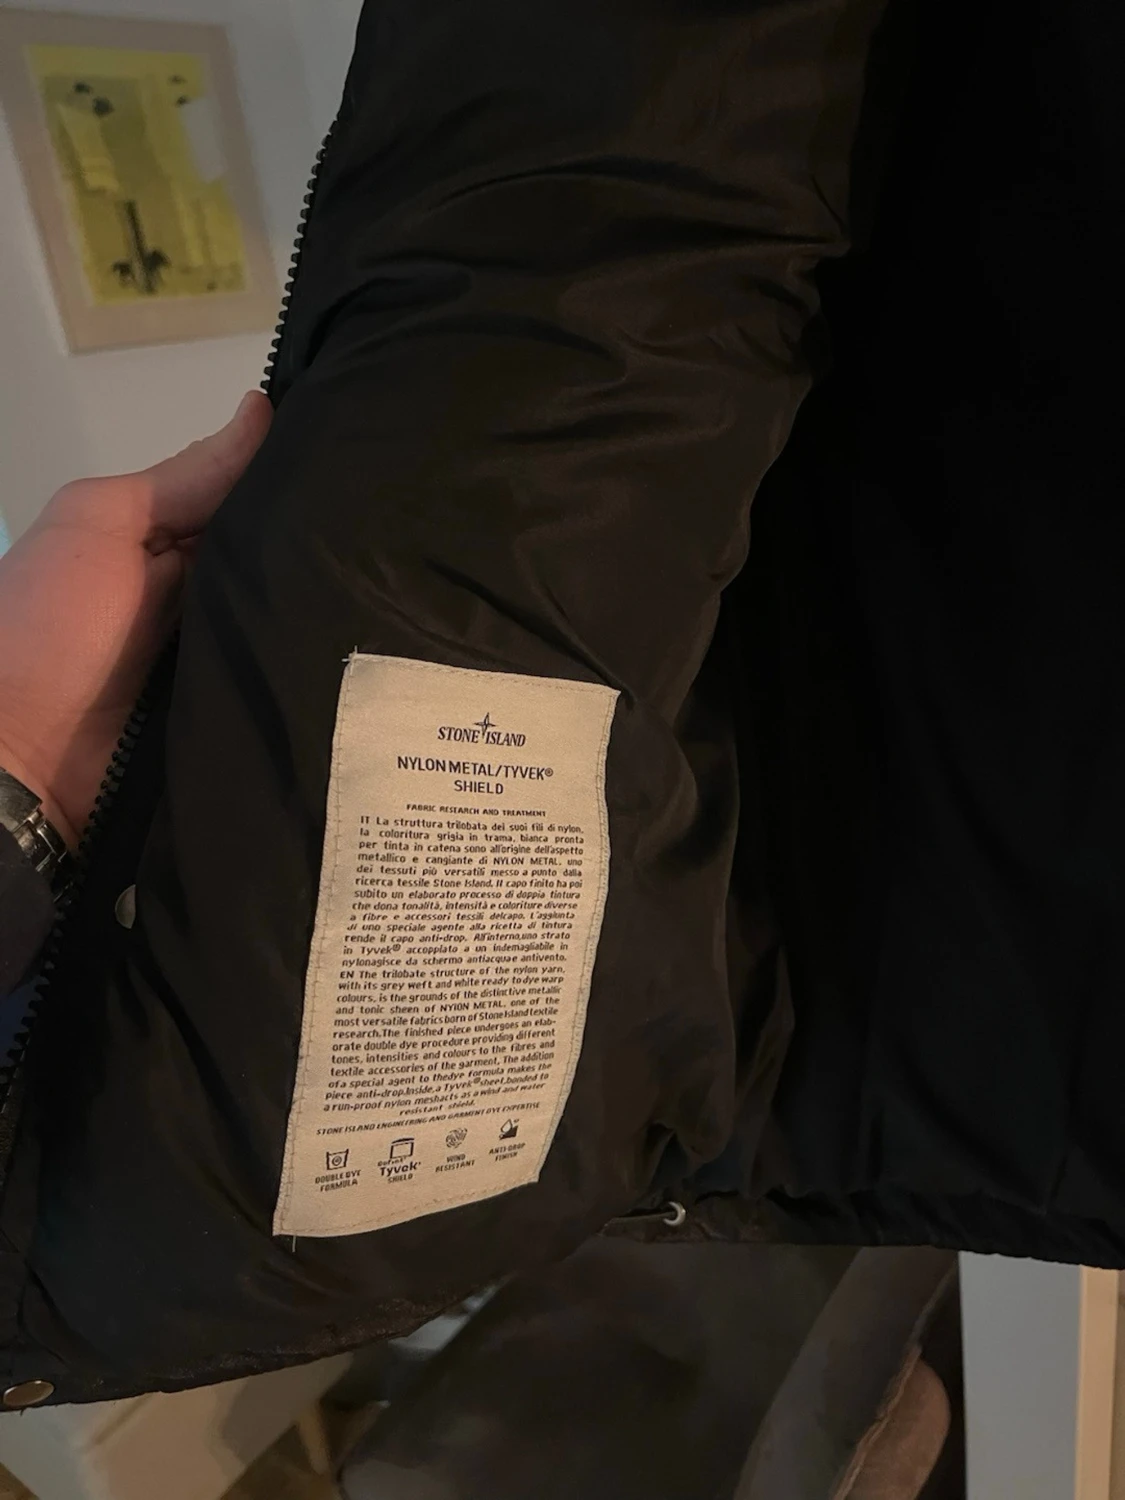 STONE ISLAND
NYLON METAL/TYVEK®
SHIELD
FABRIC RESEARCH AND TREATMENT
IT La struttura trilobata dei suoi fili di nylon,
la coloritura grigia in trama, bianca pronta
per tinta in catena sono all'origine dell'aspetto
metallico e cangiante di NYLON METAL, uno
dei tessuti più versatili messo a punto dalla
ricerca tessile Stone Island. Il capo finito ha poi
subito un elaborato processo di doppia tintura
che dona tonalità, intensità e coloriture diverse
a fibre e accessori tessili delcapo. L'aggiunta
di uno speciale agente alla ricetta di tintura
rende il capo anti-drop. All'interno,uno strato
in Tyvek® accoppiato a un indemagliabile in
nylonagisce da schermo antiacqua e antivento.
EN The trilobate structure of the nylon yarn,
with its grey weft and white ready to dye warp
colours, is the grounds of the distinctive metallic
and tonic sheen of NYLON METAL, one of the
most versatile fabrics born of Stone Island textile
research.The finished piece undergoes an elab-
orate double dye procedure providing different
tones, intensities and colours to the fibres and
textile accessories of the garment. The addition
of a special agent to thedye formula makes the
piece anti-drop.Inside, a Tyvek® sheet,bonded to
a run-proof nylon meshacts as a wind and water
resistant shield.
STONE ISLAND ENGINEERING AND GARMENT DYE EXPERTISE
DOUBLE DYE
FORMULA
Tyvek®
SHIELD
WIND
RESISTANT
ANTI-DROP
FINISH